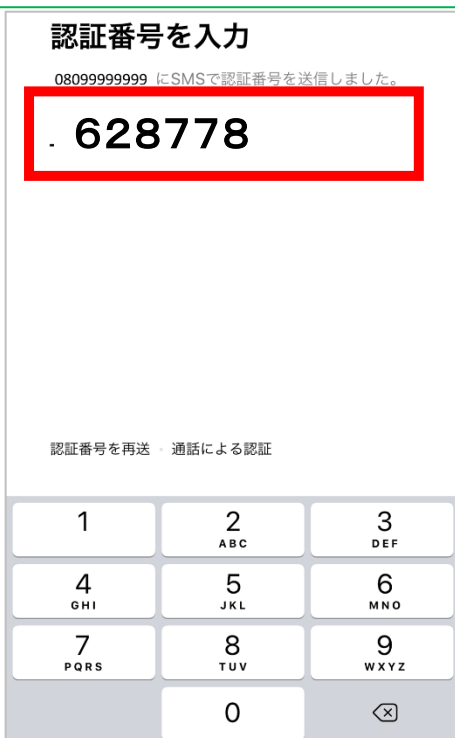 認証番号を入力
08099999999 にSMSで認証番号を送信しました。
628778
認証番号を再送 · 通話による認証
1 2 3
ABC DEF
4 5 6
GHI JKL MNO
7 8 9
PQRS TUV WXYZ
0